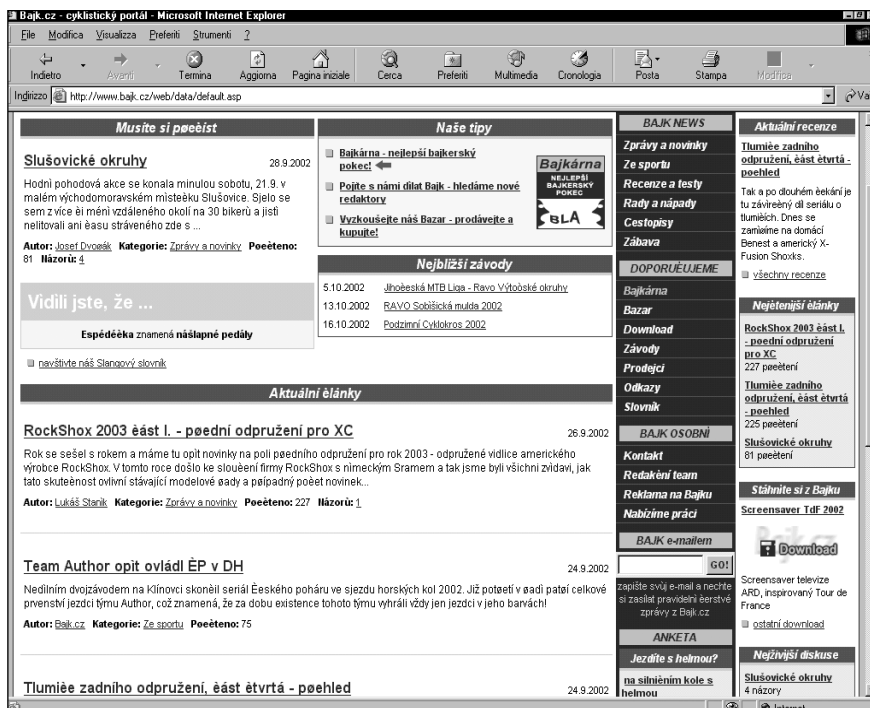 Bajk.cz - cyklistický portál - Microsoft Internet Explorer
File Modifica Visualizza Preferiti Strumenti ?
Indietro Avanti Termina Aggiorna Pagina iniziale Cerca Preferiti Multimedia Cronologia Posta Stampa Modifica
Indirizzo http://www.bajk.cz/web/data/default.asp Va
Musíte si pøeèíst
Slušovické okruhy 28.9.2002
Hodnì pohodová akce se konala minulou sobotu, 21.9. v
malém východomoravském mìsteèku Slušovice. Sjelo se
sem z více èi ménì vzdáleného okolí na 30 bikerù a jistì
nelitovali ani èasu stráveného zde s ...
Autor: Josef Dvoøák Kategorie: Zprávy a novinky Poèeteno:
81 Názorù: 4
Vidìli jste, že ...
Espédéèka znamená nášlapné pedály
navštivte náš Slangový slovník
Naše tipy
Bajkárna - nejlepší bajkerský
pokec!
Pojïte s námi dìlat Bajk - hledáme nové
redaktory
Vyzkoušejte náš Bazar - prodávejte a
kupujte!
Bajkárna
NEJLEPŠÍ
BAJKERSKÝ
POKEC
BLÁ
Nejbližší závody
5.10.2002 Jihoèeská MTB Liga - Ravo Výtoòské okruhy
13.10.2002 RAVO Sobìšická mulda 2002
16.10.2002 Podzimní Cyklokros 2002
Aktuální èlánky
RockShox 2003 èást I. - pøední odpružení pro XC 26.9.2002
Rok se sešel s rokem a máme tu opìt novinky na poli pøedního odpružení pro rok 2003 - odpružené vidlice amerického
výrobce RockShox. V tomto roce došlo ke slouèení firmy RockShox s nìmeckým Sramem a tak jsme byli všichni zvìdavi, jak
tato skuteènost ovlivní stávající modelové øady a pøípadný poèet novinek...
Autor: Lukáš Staník Kategorie: Zprávy a novinky Poèeteno: 227 Názorù: 1
Team Author opìt ovládl ÈP v DH 24.9.2002
Nedìlním dvojzávodem na Klínovci skonèil seriál Èeského poháru ve sjezdu horských kol 2002. Již potøetí v øadì patøí celkové
prvenství jezdci týmu Author, což znamená, že za dobu existence tohoto týmu vyhráli vždy jen jezdci v jeho barvách!
Autor: Bajk.cz Kategorie: Ze sportu Poèeteno: 75
Tlumièe zadního odpružení, èást ètvrtá - pøehled 24.9.2002
BAJK NEWS
Zprávy a novinky
Ze sportu
Recenze a testy
Rady a nápady
Cestopisy
Zábava
DOPORUÈUJEME
Bajkárna
Bazar
Download
Závody
Prodejci
Odkazy
Slovník
BAJK OSOBNÌ
Kontakt
Redakèní team
Reklama na Bajku
Nabízíme práci
BAJK e-mailem
GO!
zapište svùj e-mail a nechte
si zasílat pravidelnì èerstvé
zprávy z Bajk.cz
ANKETA
Jezdíte s helmou?
na silnièním kole s
helmou
Aktuální recenze
Tlumièe zadního
odpružení, èást ètvrtá -
pøehled
Tak a po dlouhém èekání je
tu závìreèný díl seriálu o
tlumièích. Dnes se
zamìøíme na domácí
Benest a americký X-
Fusion Shoxks.
všechny recenze
Nejètenìjší èlánky
RockShox 2003 èást I.
- pøední odpružení
pro XC
227 pøeètení
Tlumièe zadního
odpružení, èást ètvrtá
- pøehled
225 pøeètení
Slušovické okruhy
81 pøeètení
Stáhnìte si z Bajku
Screensaver TdF 2002
Download
Screensaver televize
ARD, inspirovaný Tour de
France
ostatní download
Nejživìjší diskuse
Slušovické okruhy
4 názory
Internet